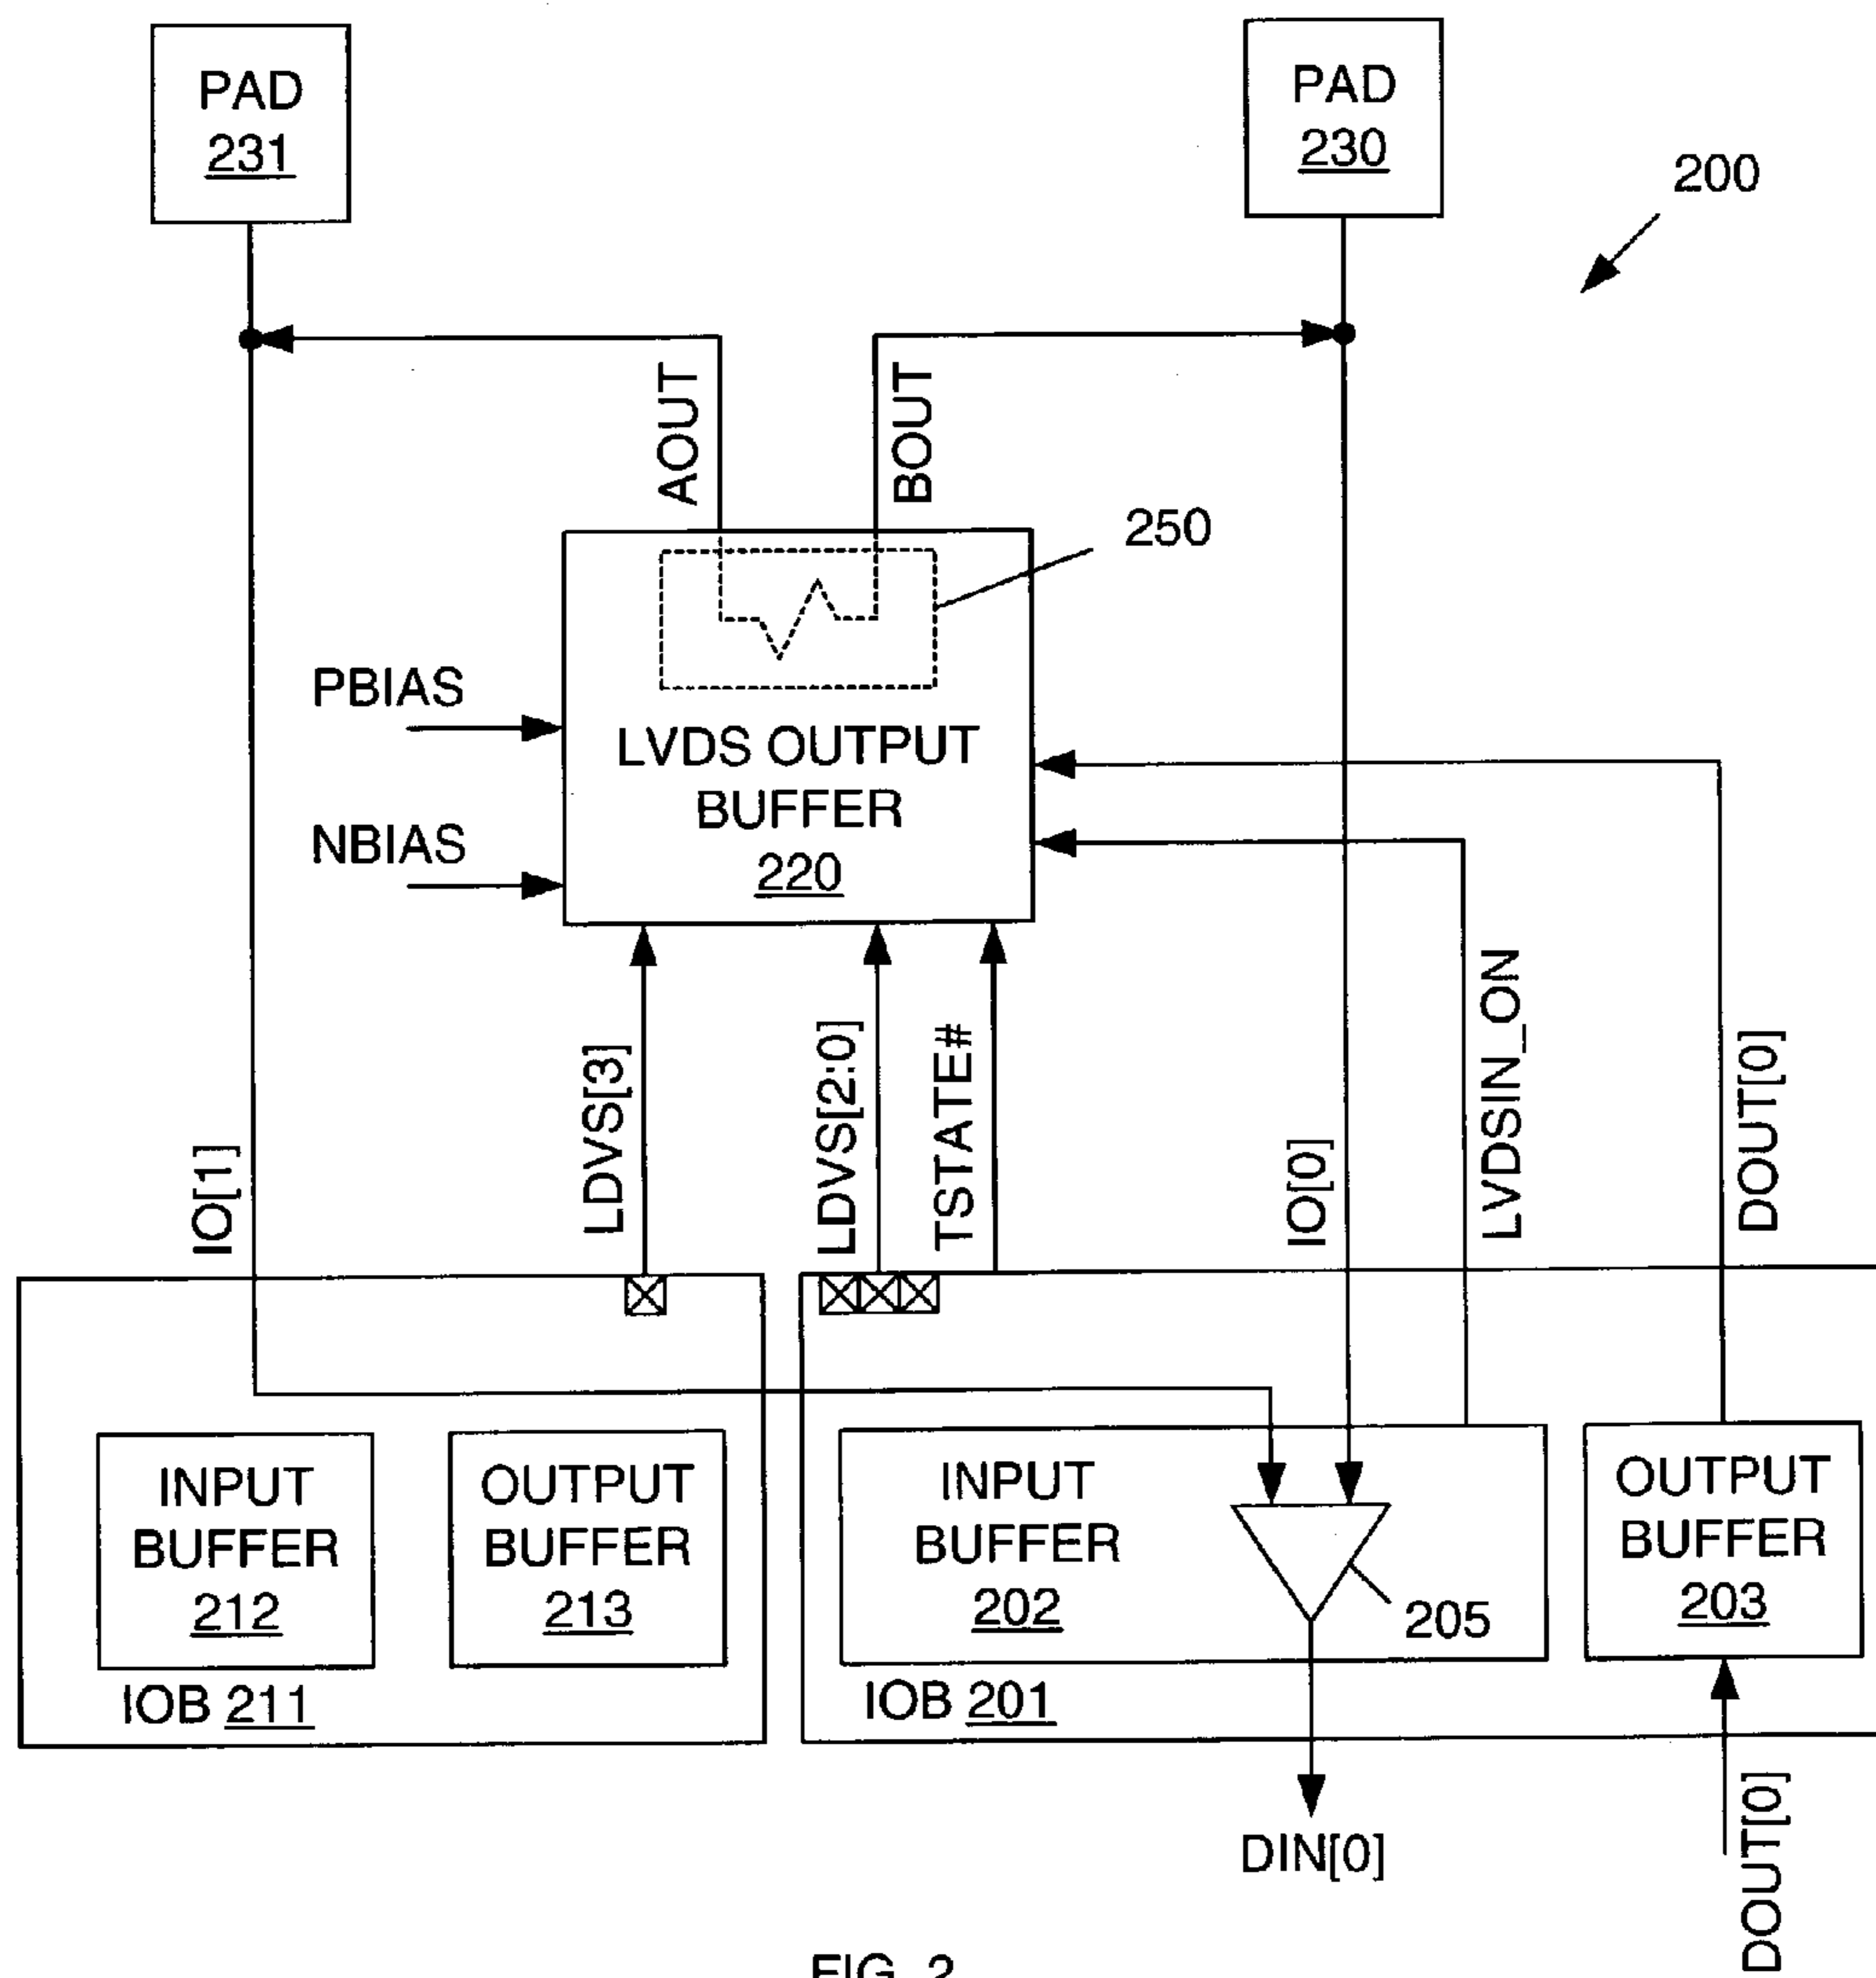 PAD
231
PAD
230
200
AOUT
BOUT
250
PBIAS
NBIAS
LVDS OUTPUT
BUFFER
220
IO[1]
LDVS[3]
LDVS[2:0]
TSTATE#
IO[0]
LVDSIN_ON
DOUT[0]
INPUT
BUFFER
212
OUTPUT
BUFFER
213
IOB 211
INPUT
BUFFER
202
205
OUTPUT
BUFFER
203
IOB 201
DIN[0]
DOUT[0]
FIG. 2